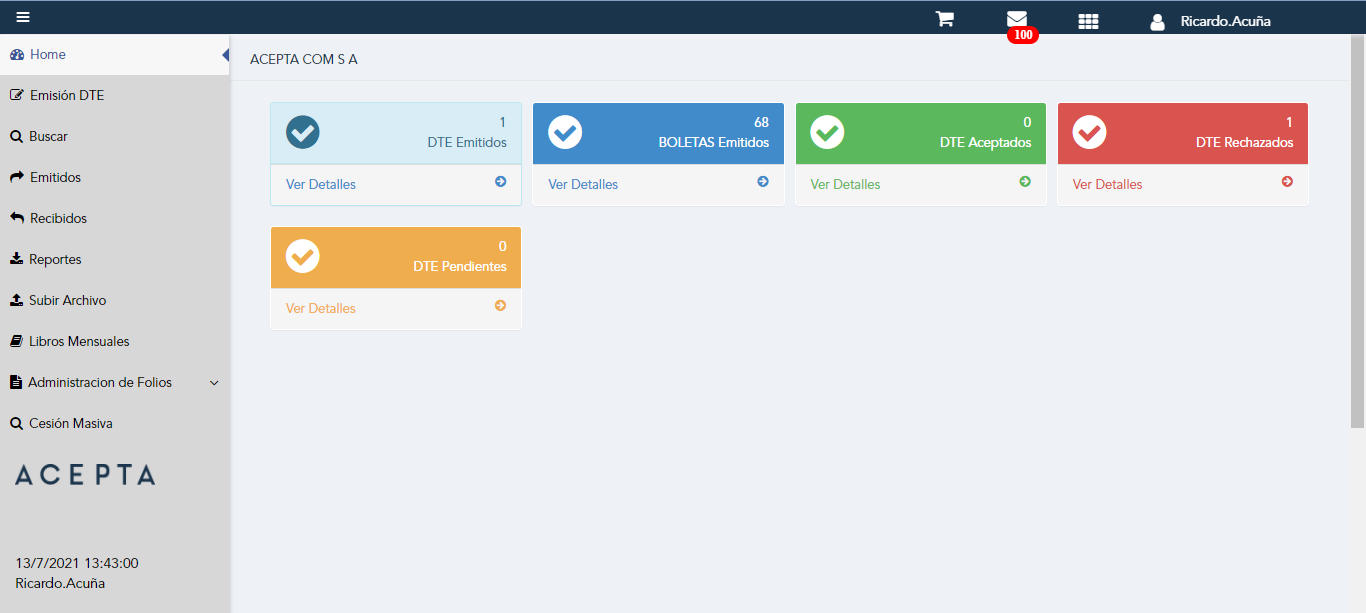 100
Ricardo.Acuña
Home
Emisión DTE
Buscar
Emitidos
Recibidos
Reportes
Subir Archivo
Libros Mensuales
Administracion de Folios
Cesión Masiva
ACEPTA
13/7/2021 13:43:00
Ricardo.Acuña
ACEPTA COM S A
1
DTE Emitidos
Ver Detalles
68
BOLETAS Emitidos
Ver Detalles
0
DTE Aceptados
Ver Detalles
1
DTE Rechazados
Ver Detalles
0
DTE Pendientes
Ver Detalles